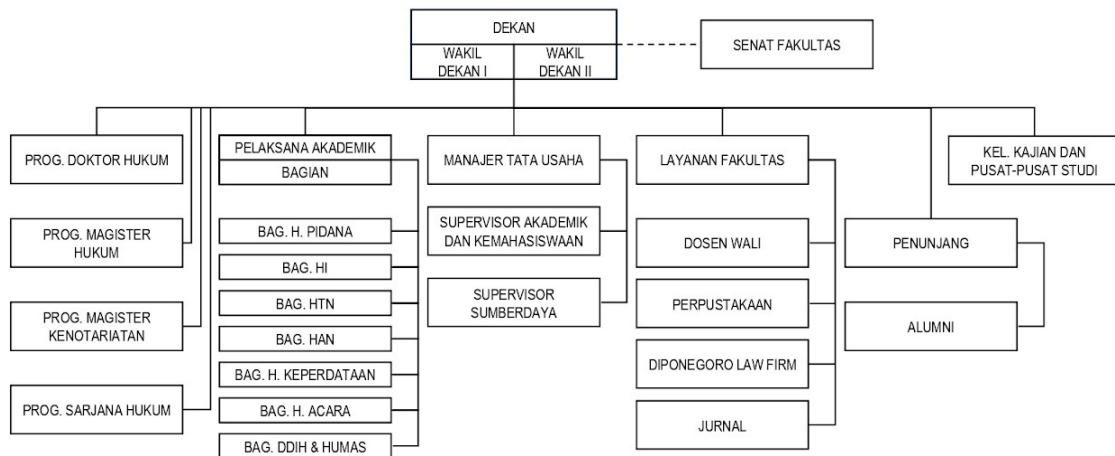 DEKAN
WAKIL
DEKAN I
WAKIL
DEKAN II
SENAT FAKULTAS
PROG. DOKTOR HUKUM
PELAKSANA AKADEMIK
BAGIAN
MANAJER TATA USAHA
LAYANAN FAKULTAS
KEL. KAJIAN DAN
PUSAT-PUSAT STUDI
PROG. MAGISTER
HUKUM
BAG. H. PIDANA
BAG. HI
BAG. HTN
BAG. HAN
BAG. H. KEPERDATAAN
BAG. H. ACARA
BAG. DDIH & HUMAS
SUPERVISOR AKADEMIK
DAN KEMAHASISWAAN
SUPERVISOR
SUMBERDAYA
DOSEN WALI
PERPUSTAKAAN
DIPONEGORO LAW FIRM
JURNAL
PENUNJANG
ALUMNI
PROG. MAGISTER
KENOTARIATAN
PROG. SARJANA HUKUM